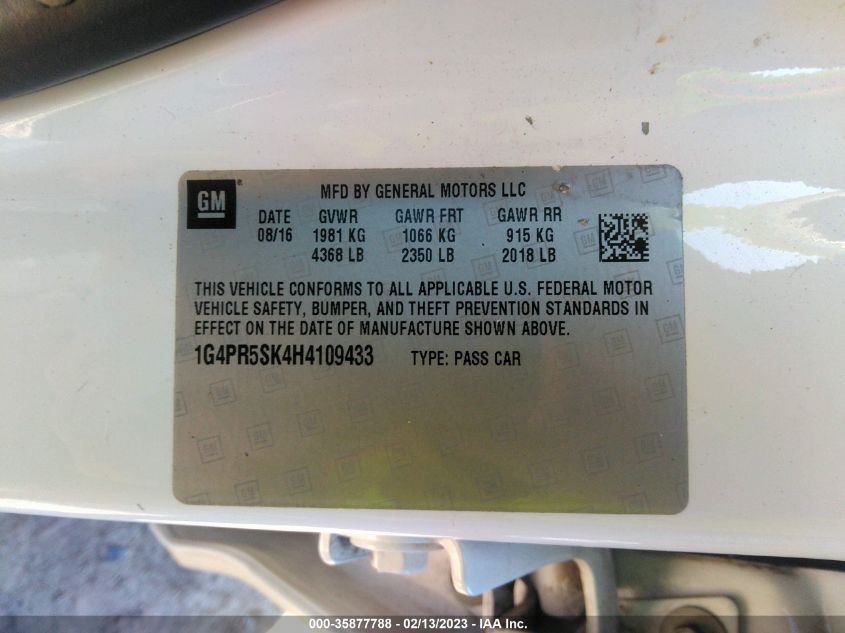 GM
MFD BY GENERAL MOTORS LLC
DATE GVWR GAWR FRT GAWR RR
08/16 1981 KG 1066 KG 915 KG
4368 LB 2350 LB 2018 LB
THIS VEHICLE CONFORMS TO ALL APPLICABLE U.S. FEDERAL MOTOR
VEHICLE SAFETY, BUMPER, AND THEFT PREVENTION STANDARDS IN
EFFECT ON THE DATE OF MANUFACTURE SHOWN ABOVE.
1G4PR5SK4H4109433 TYPE: PASS CAR
000-35877788 - 02/13/2023 - IAA Inc.